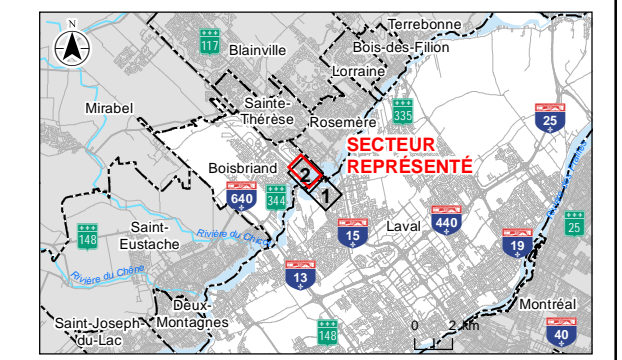 N
Terrebonne
117
Blainville
Bois-des-Filion
Lorraine
Mirabel
Sainte-
Thérèse
Rosemère
335
25
SECTEUR
REPRÉSENTÉ
Boisbriand
2
1
640
344
Saint-
Eustache
148
Rivière du
15
Laval
440
19
25
Rivière du Chêne
13
Deux-
Montagnes
Saint-Joseph-
du-Lac
148
0 2 km
Montréal
40